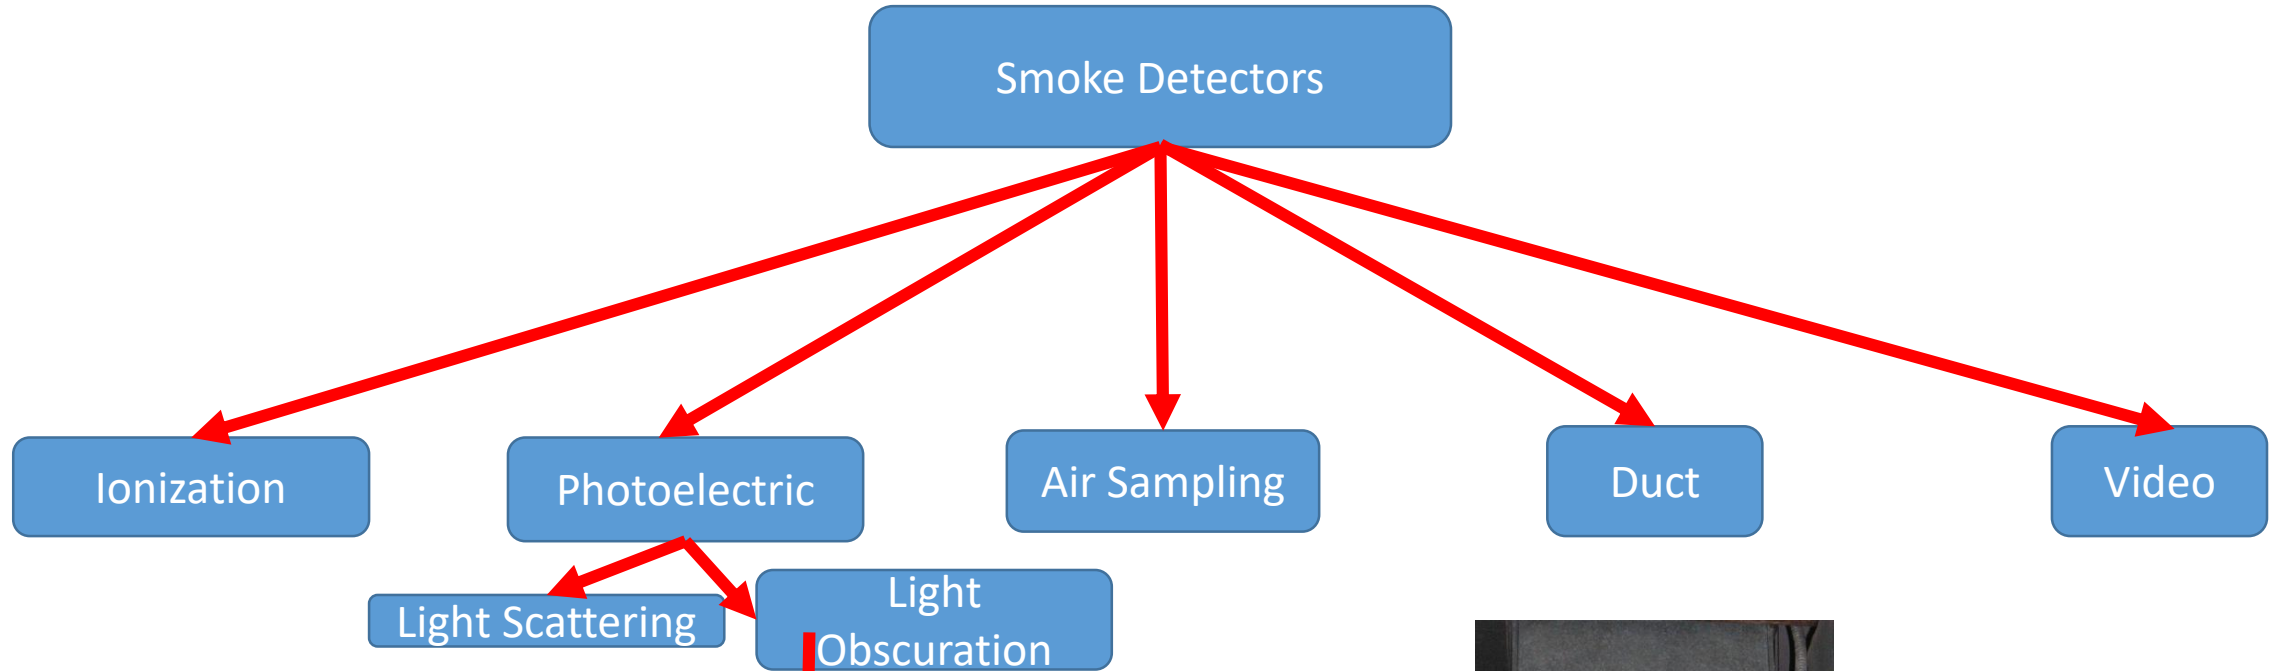 Smoke Detectors
Ionization
Photoelectric
Air Sampling
Duct
Video
Light Scattering
Light
Obscuration